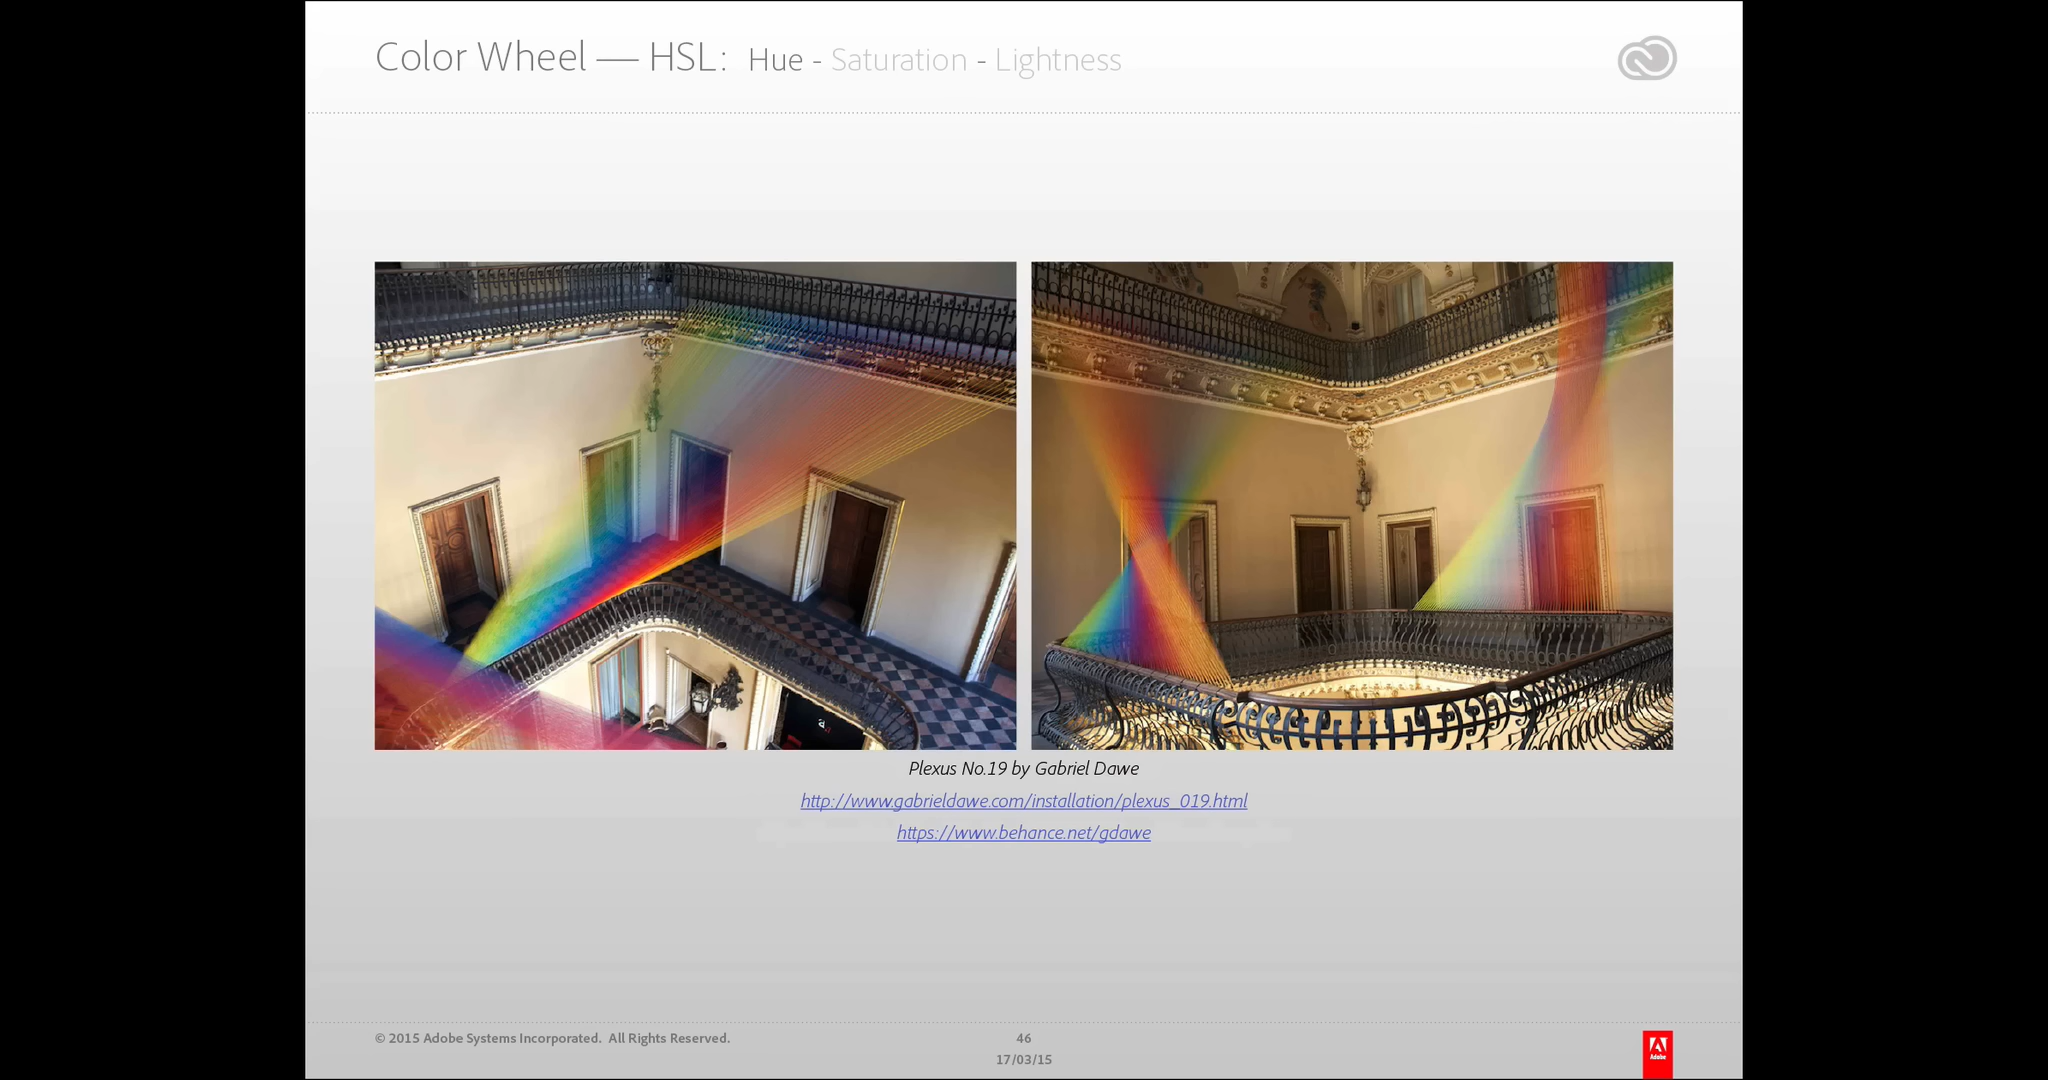 Color Wheel — HSL: Hue - Saturation - Lightness
Plexus No.19 by Gabriel Dawe
http://www.gabrieldawe.com/installation/plexus_019.html
https://www.behance.net/gdawe
© 2015 Adobe Systems Incorporated. All Rights Reserved.
46
17/03/15
Adobe